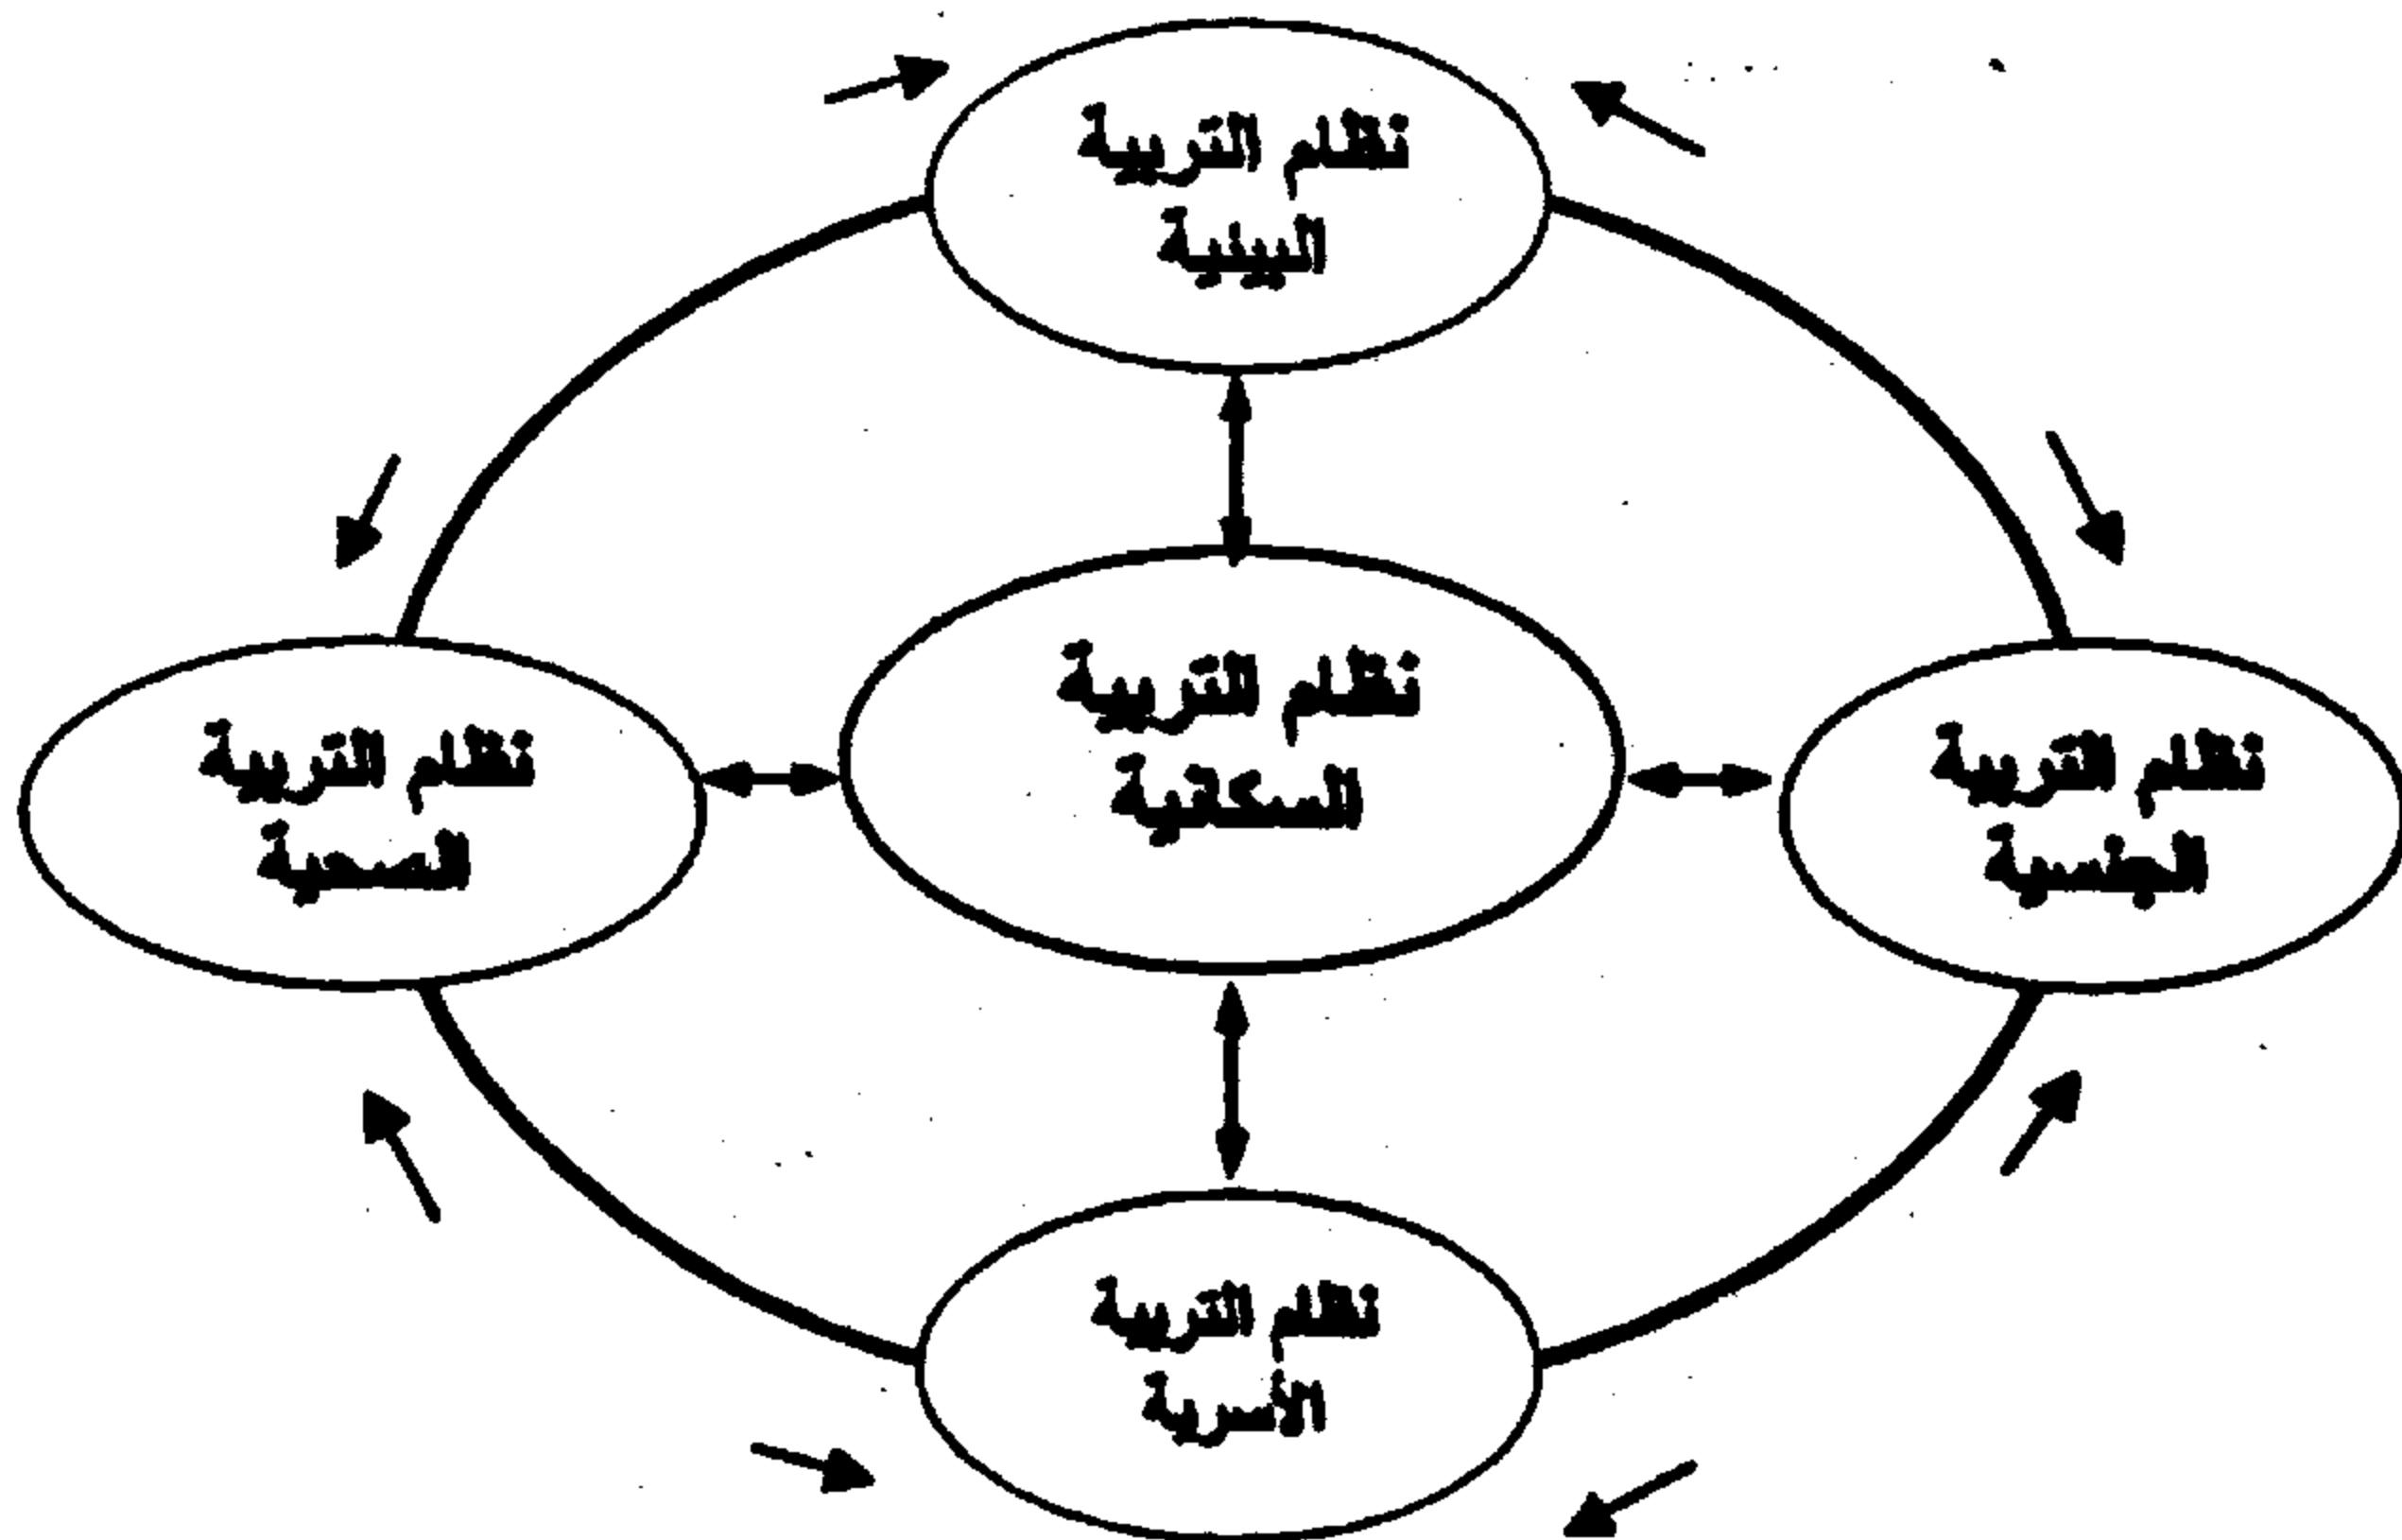 نظام التربية
البيئية
نظام التربية
السكانية
نظام التربية
الجنسية
نظام التربية
الصحية
نظام التربية
الأسرية